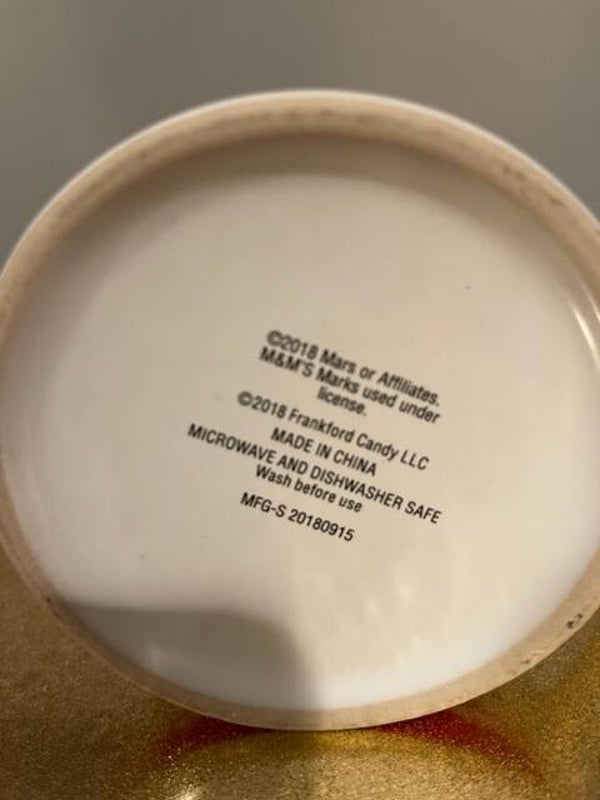 ©2018 Mars or Affiliates.
M&M'S Marks used under
license.
©2018 Frankford Candy LLC
MADE IN CHINA
MICROWAVE AND DISHWASHER SAFE
Wash before use
MFG-S 20180915